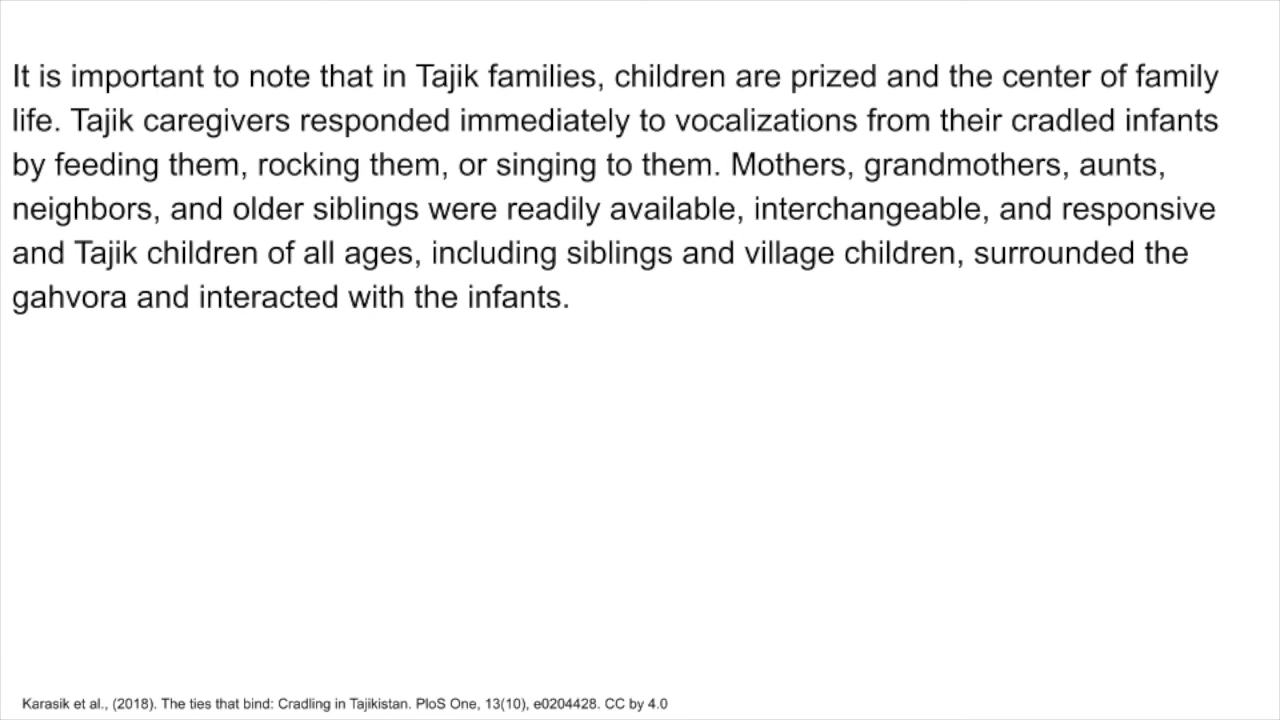 It is important to note that in Tajik families, children are prized and the center of family
life. Tajik caregivers responded immediately to vocalizations from their cradled infants
by feeding them, rocking them, or singing to them. Mothers, grandmothers, aunts,
neighbors, and older siblings were readily available, interchangeable, and responsive
and Tajik children of all ages, including siblings and village children, surrounded the
gahvora and interacted with the infants.
Karasik et al., (2018). The ties that bind: Cradling in Tajikistan. PloS One, 13(10), e0204428. CC by 4.0